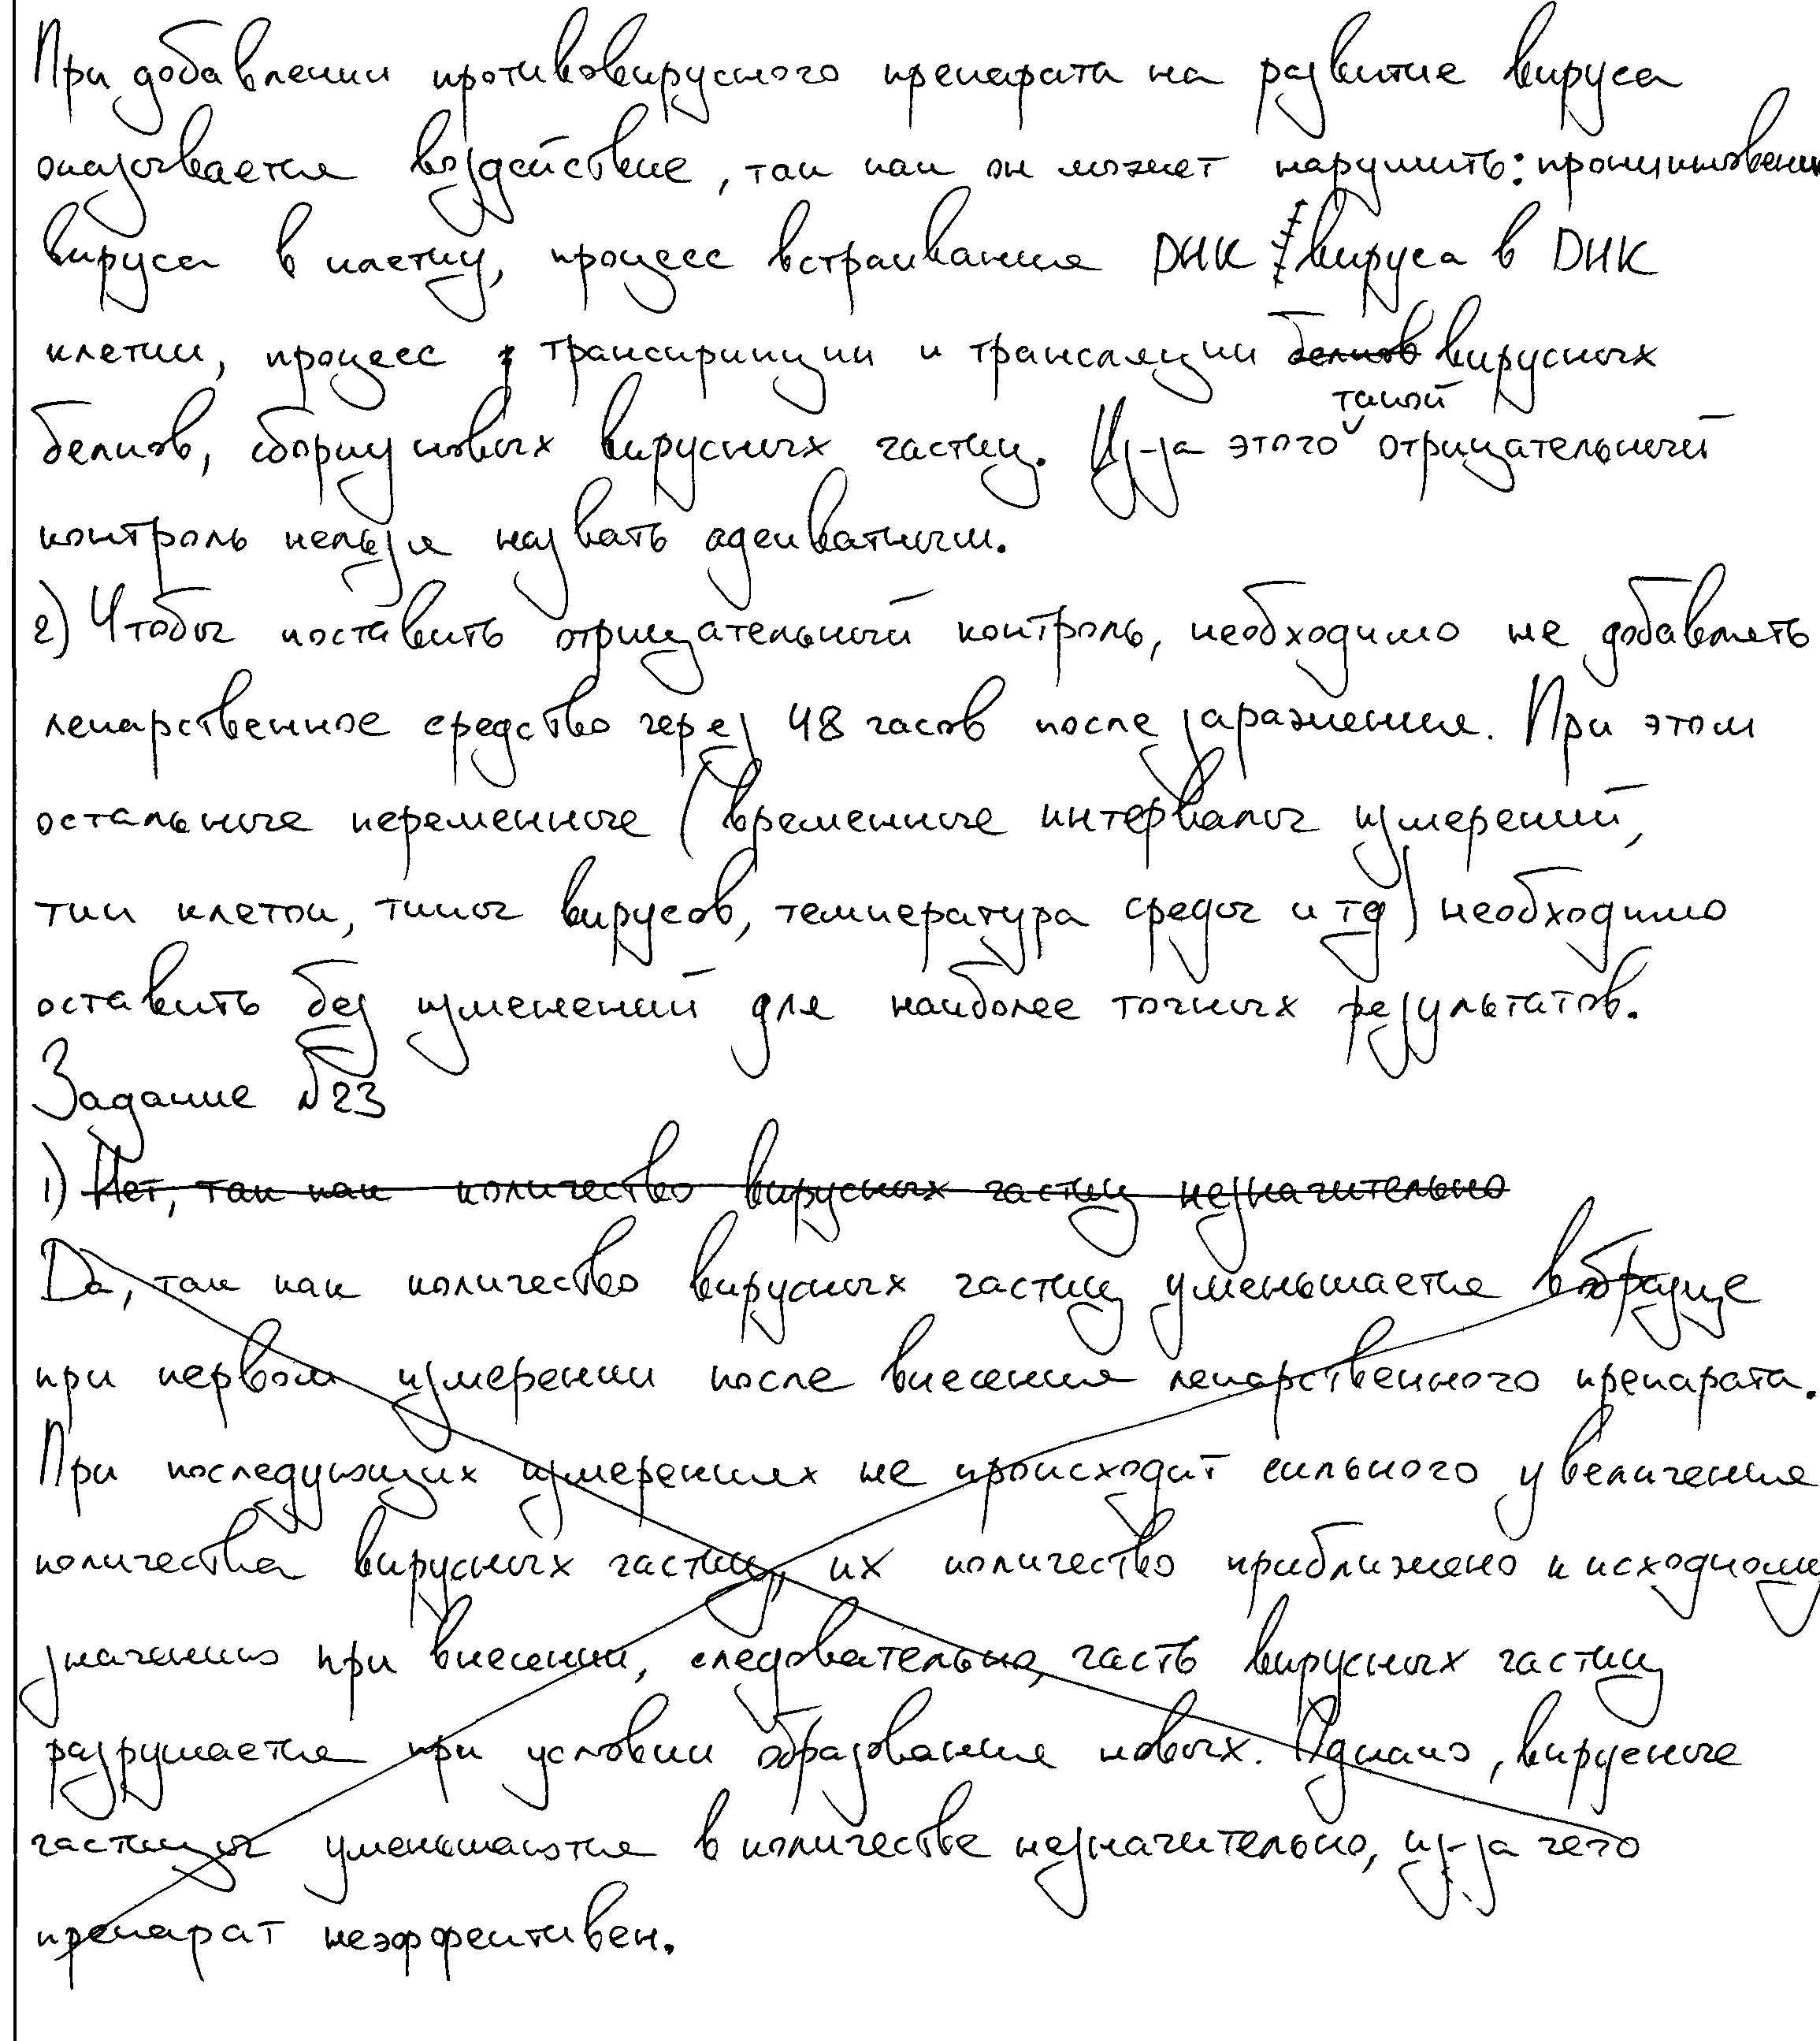 При добавлении противовирусного препарата на развитие вируса
оказывается воздействие, так как он может нарушить: проникновение
вируса в клетку, процесс встраивания ДНК вируса в ДНК
клетки, процесс транскрипции и трансляции белков вирусных
такой
белков, сборку новых вирусных частиц. Из-за этого отрицательный
контроль нельзя назвать адекватным.
2) Чтобы поставить отрицательный контроль, необходимо не добавлять
лекарственное средство через 48 часов после заражения. При этом
остальные переменные (временные интервалы измерений,
тип клеток, типы вирусов, температура среды и тд) необходимо
оставить без изменений для наиболее точных результатов.
Задание №23
1) Нет, так как количество вирусных частиц незначительно
Да, так как количество вирусных частиц уменьшается в образце
при первом измерении после внесения лекарственного препарата.
При последующих измерениях не происходит сильного увеличения
количества вирусных частиц, их количество приближено к исходному
значению при внесении, следовательно, часть вирусных частиц
разрушается при условии образования новых. Однако, вирусные
частицы уменьшаются в количестве незначительно, из-за чего
препарат неэффективен.